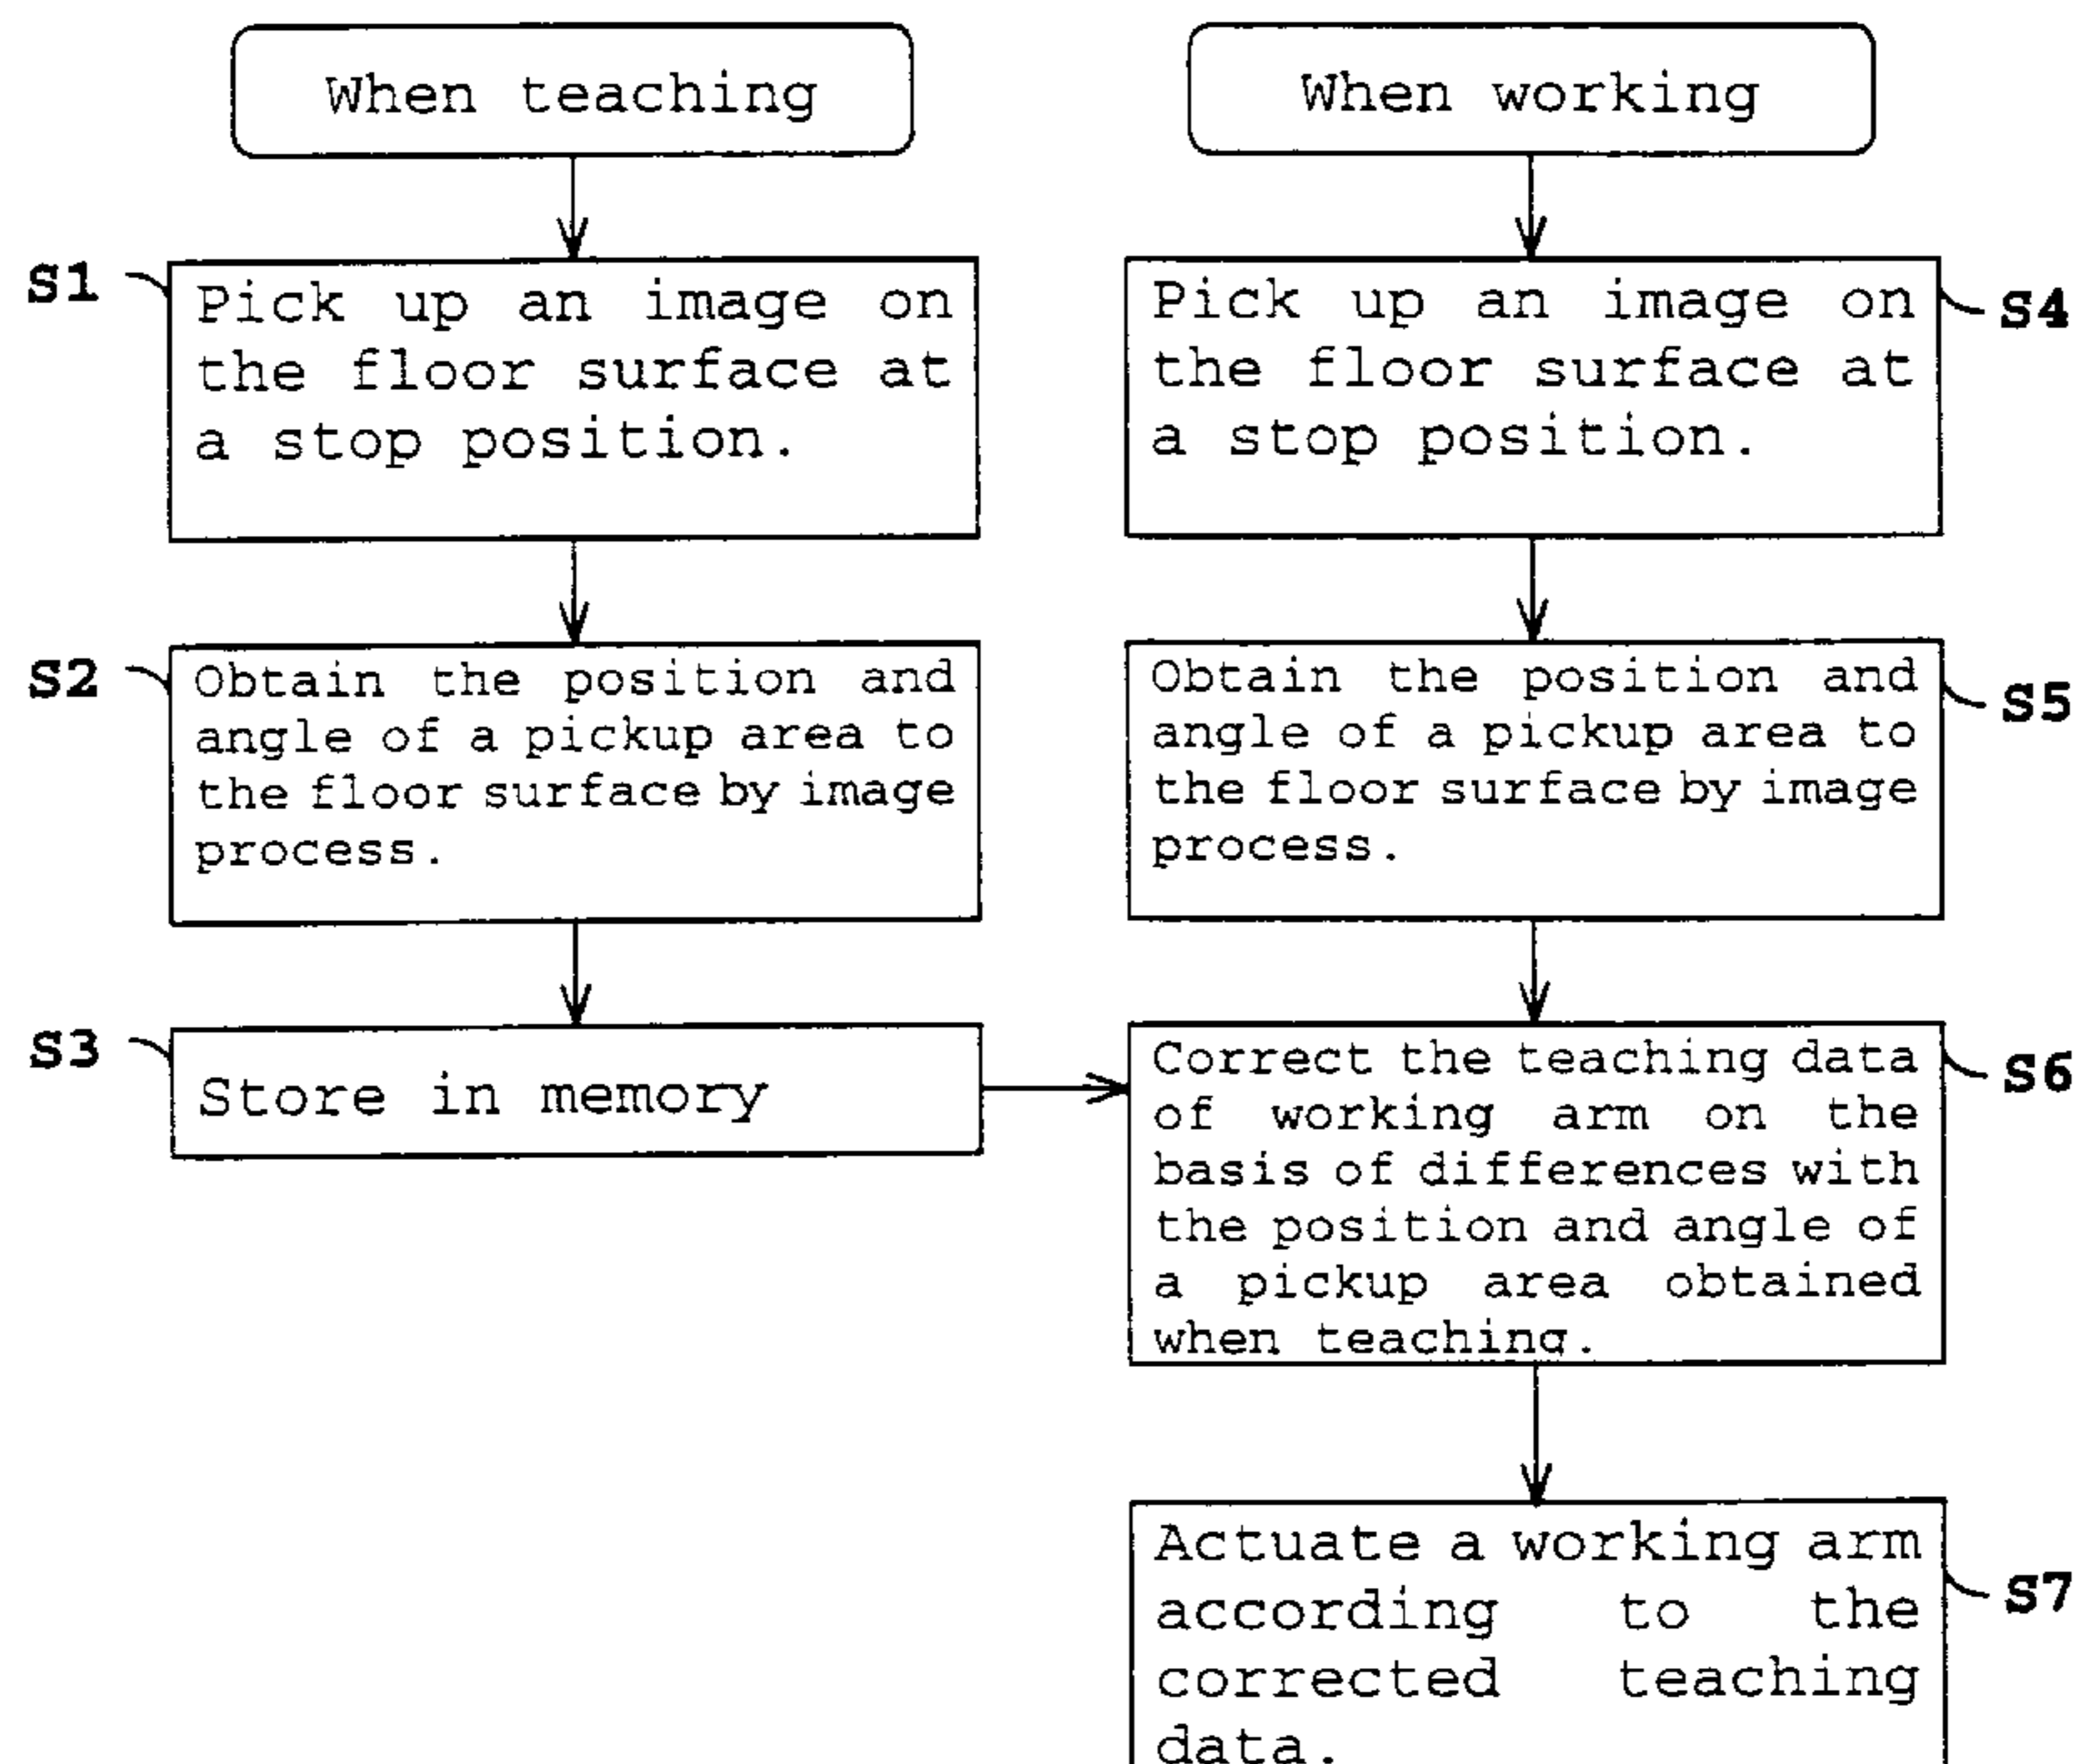 When teaching
S1
Pick up an image on
the floor surface at
a stop position.
S2
Obtain the position and
angle of a pickup area to
the floor surface by image
process.
S3
Store in memory
When working
S4
Pick up an image on
the floor surface at
a stop position.
S5
Obtain the position and
angle of a pickup area to
the floor surface by image
process.
S6
Correct the teaching data
of working arm on the
basis of differences with
the position and angle of
a pickup area obtained
when teaching.
S7
Actuate a working arm
according to the
corrected teaching
data.